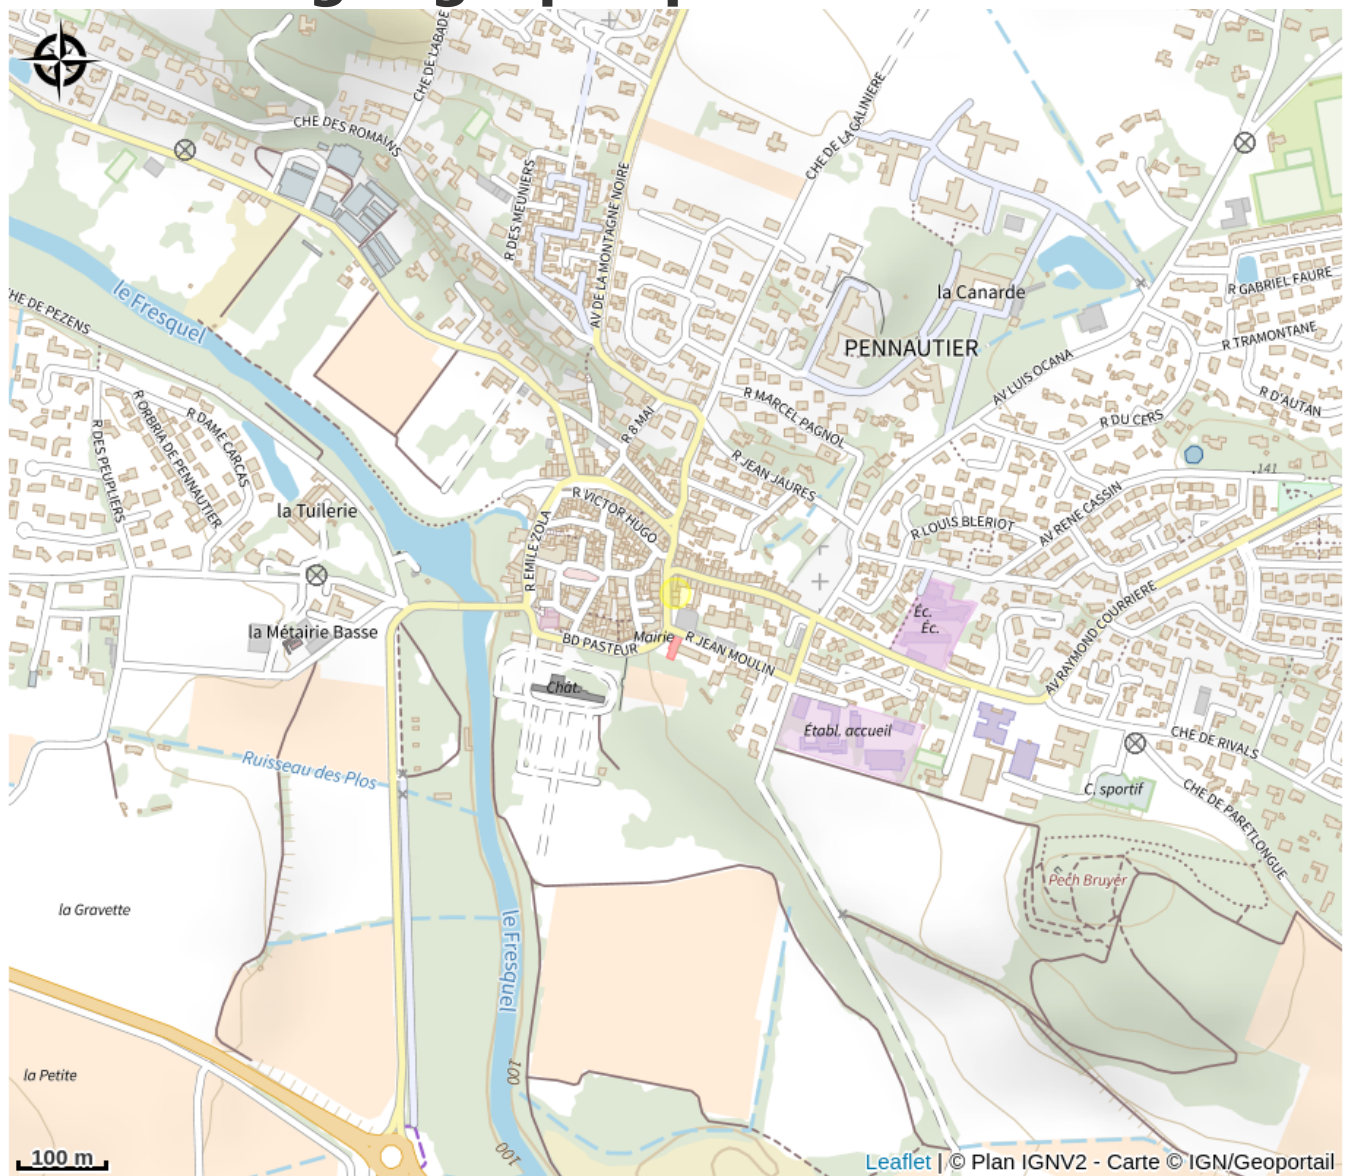 CHE DE LABADE
CHE DES ROMAINS
CHE DE LA GALINIERE
R DES MEUNIERS
AV DE LA MONTAGNE NOIRE
le Fresquel
CHE DE PEZENS
la Canarde
R GABRIEL FAURE
PENNAUTIER
R TRAMONTANE
AV LUIS OCANA
R D'AUTAN
R MARCEL PAGNOL
R DU CERS
R 8 MAI
R DAME CARCAS
R ORBRIA DE PENNAUTIER
R DES PEUPLIERS
R JEAN JAURES
141
la Tuilerie
R VICTOR HUGO
R EMILE ZOLA
R LOUIS BLERIOT
AV RENE CASSIN
Éc.
Éc.
la Métairie Basse
BD PASTEUR
Mairie
R JEAN MOULIN
AV RAYMOND COURRIERE
Chât.
Établ. accueil
CHE DE RIVALS
Ruisseau des Plos
C. sportif
CHE DE PARETLONGUE
Pech Bruyer
la Gravette
le Fresquel
la Petite
100
100
100 m
Leaflet | © Plan IGNV2 - Carte © IGN/Geoportail